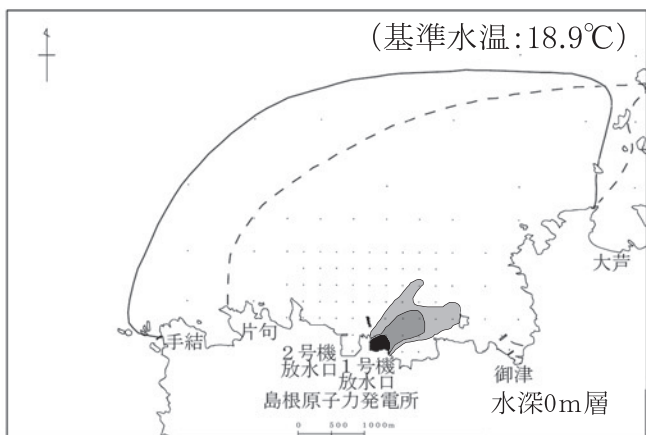 (基準水温:18.9℃)
大芦
手結
片句
2号機
放水口
1号機
放水口
御津
島根原子力発電所
水深0m層
0 500 1000m